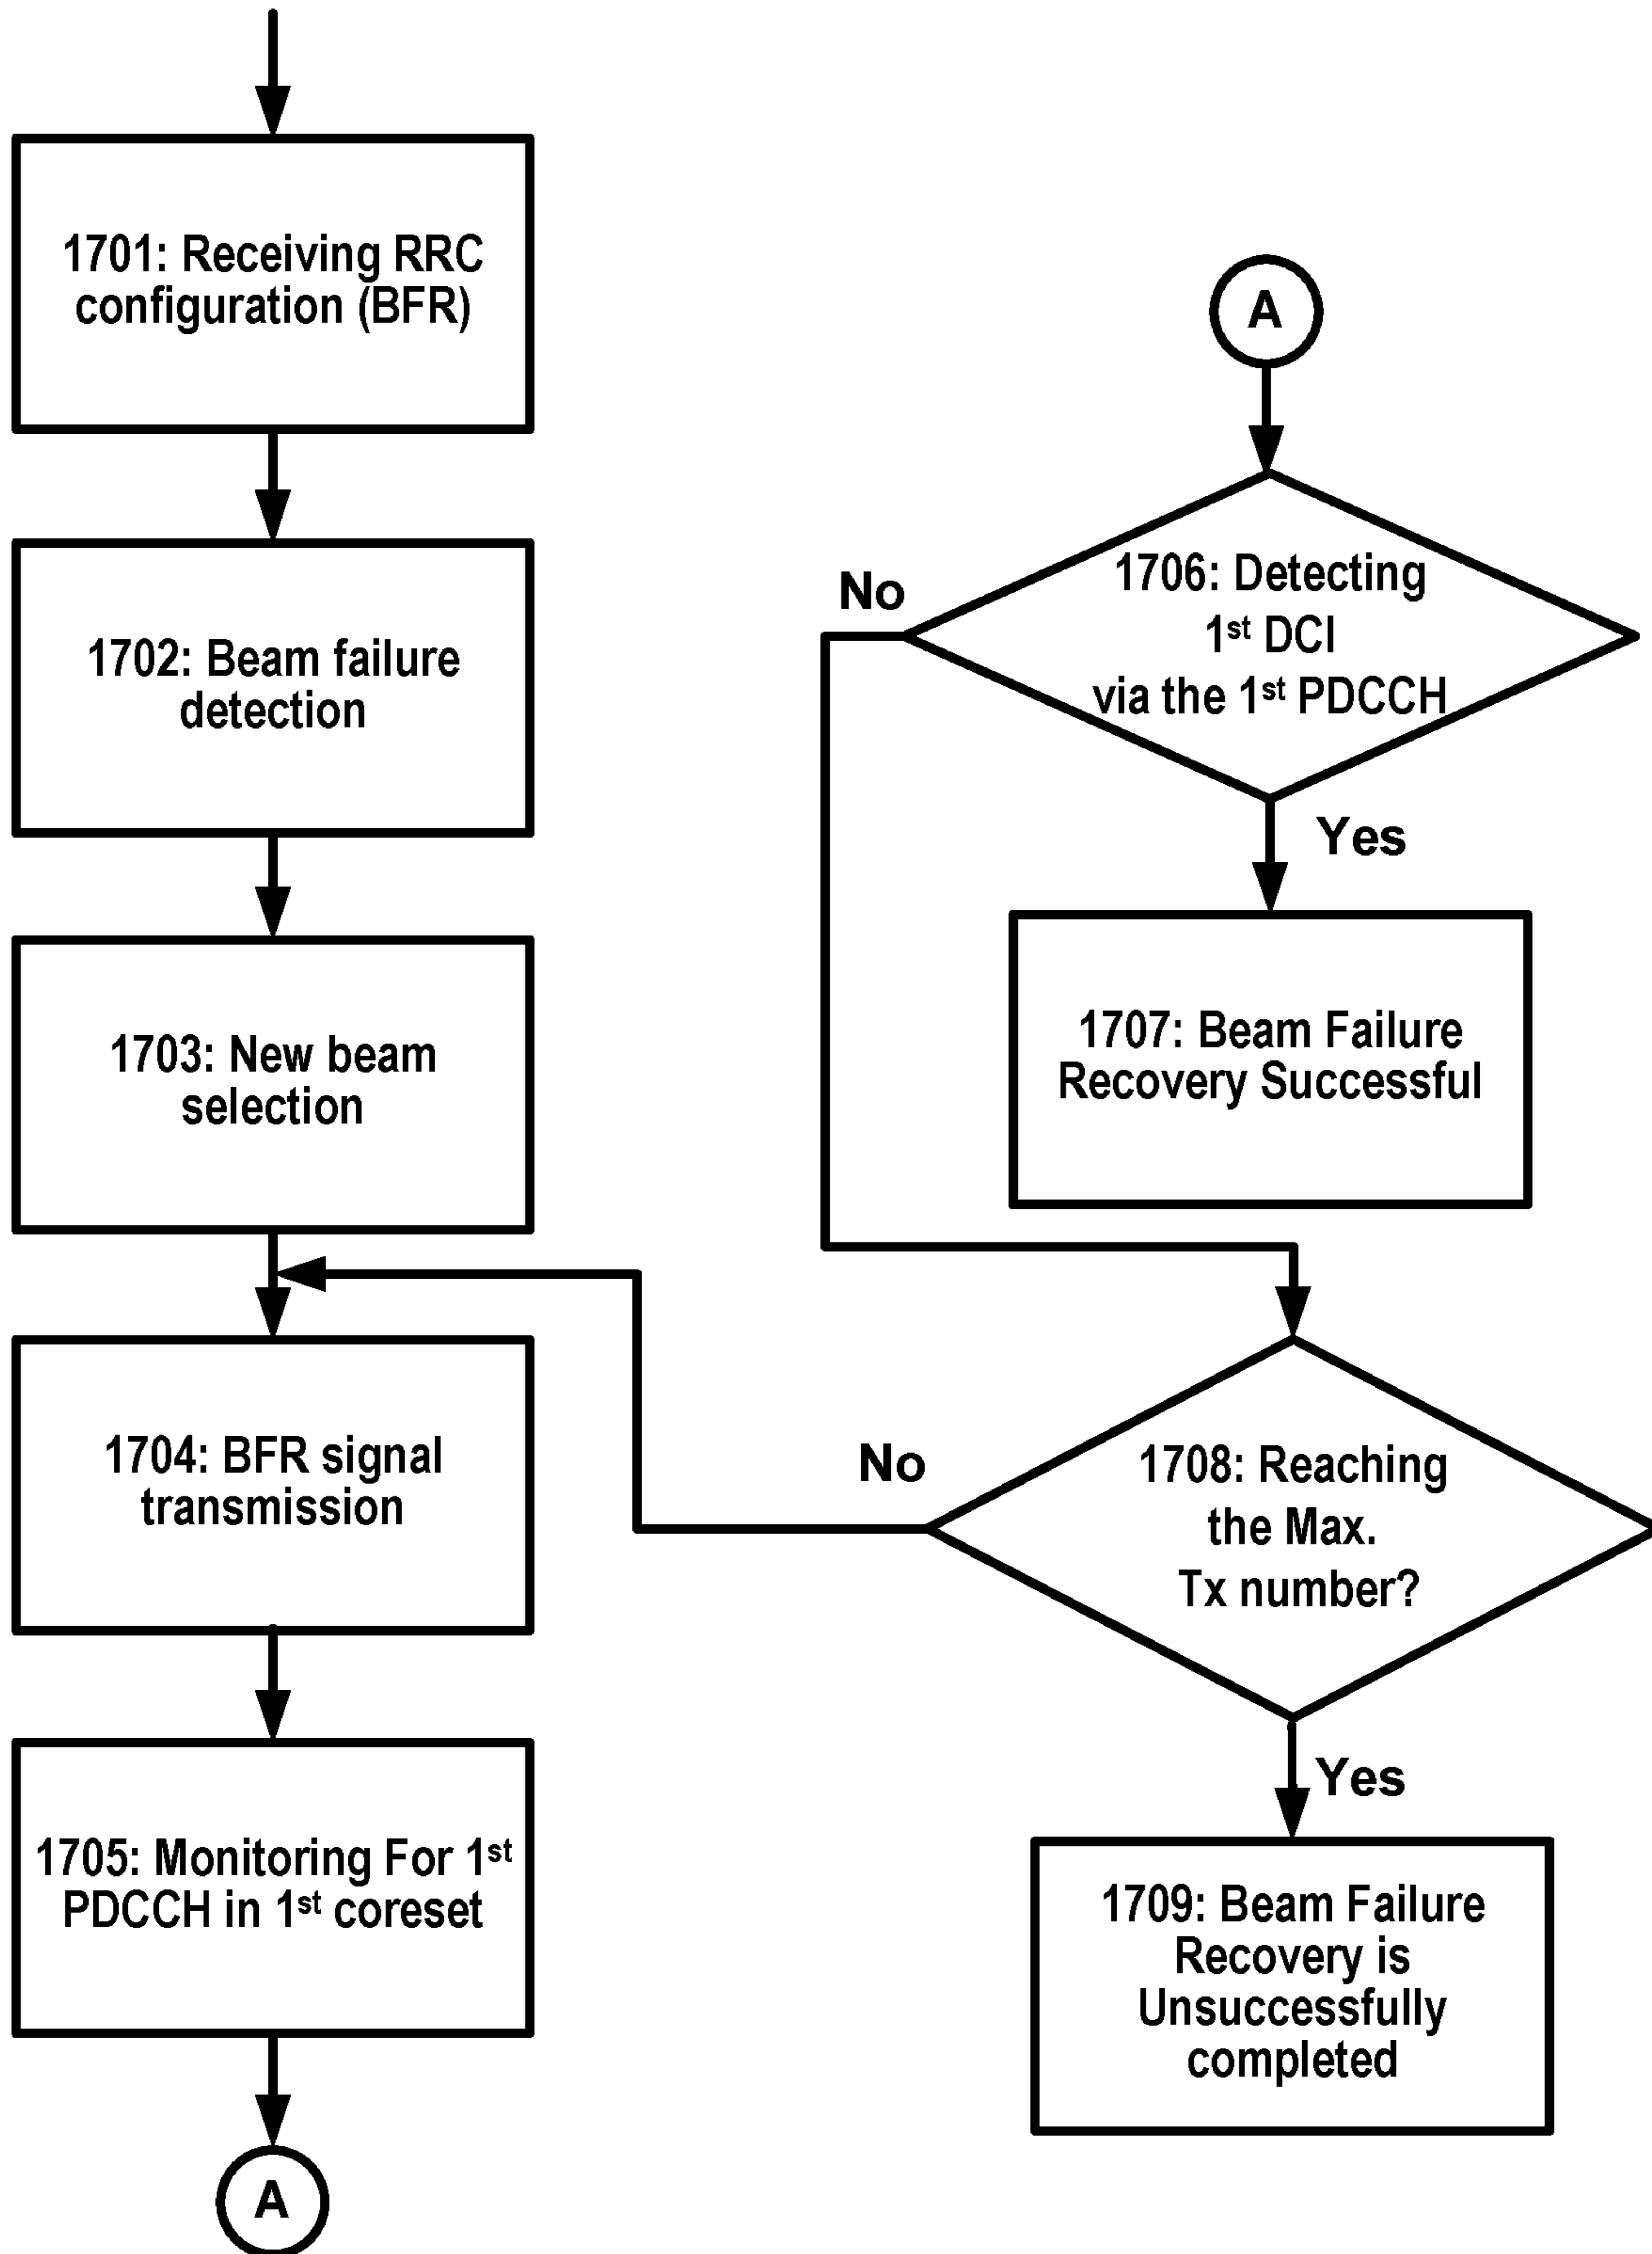 1701: Receiving RRC
configuration (BFR)
1702: Beam failure
detection
1703: New beam
selection
1704: BFR signal
transmission
1705: Monitoring For 1st
PDCCH in 1st coreset
A
A
1706: Detecting
1st DCI
via the 1st PDCCH
No
Yes
1707: Beam Failure
Recovery Successful
1708: Reaching
the Max.
Tx number?
No
Yes
1709: Beam Failure
Recovery is
Unsuccessfully
completed